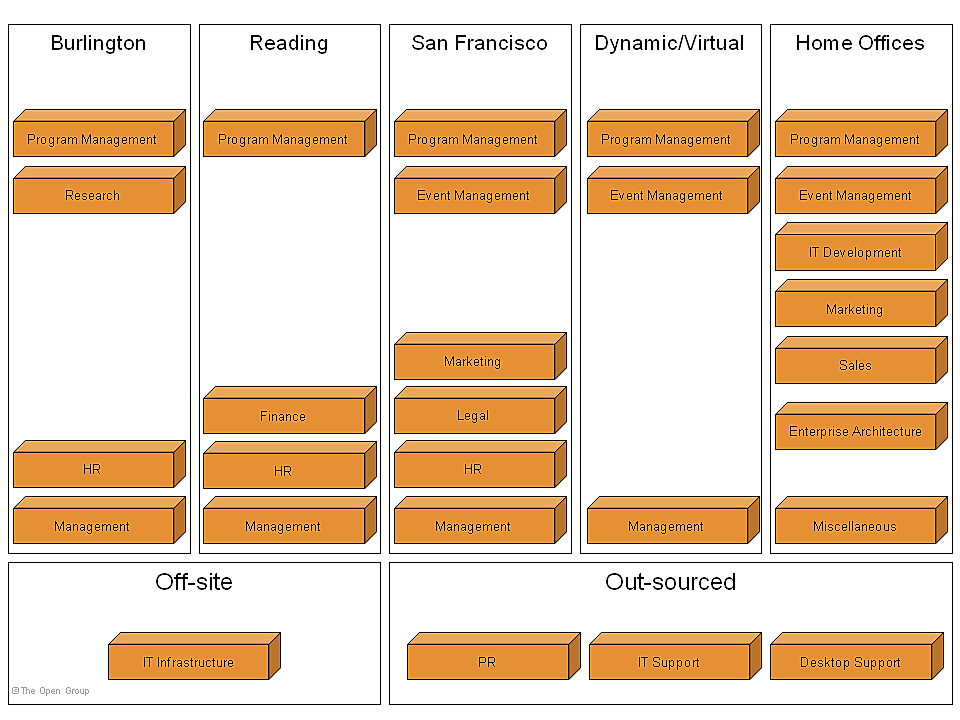 Burlington
Program Management
Research
HR
Management
Reading
Program Management
Finance
HR
Management
San Francisco
Program Management
Event Management
Marketing
Legal
HR
Management
Dynamic/Virtual
Program Management
Event Management
Management
Home Offices
Program Management
Event Management
IT Development
Marketing
Sales
Enterprise Architecture
Miscellaneous
Off-site
IT Infrastructure
©The Open Group
Out-sourced
PR
IT Support
Desktop Support